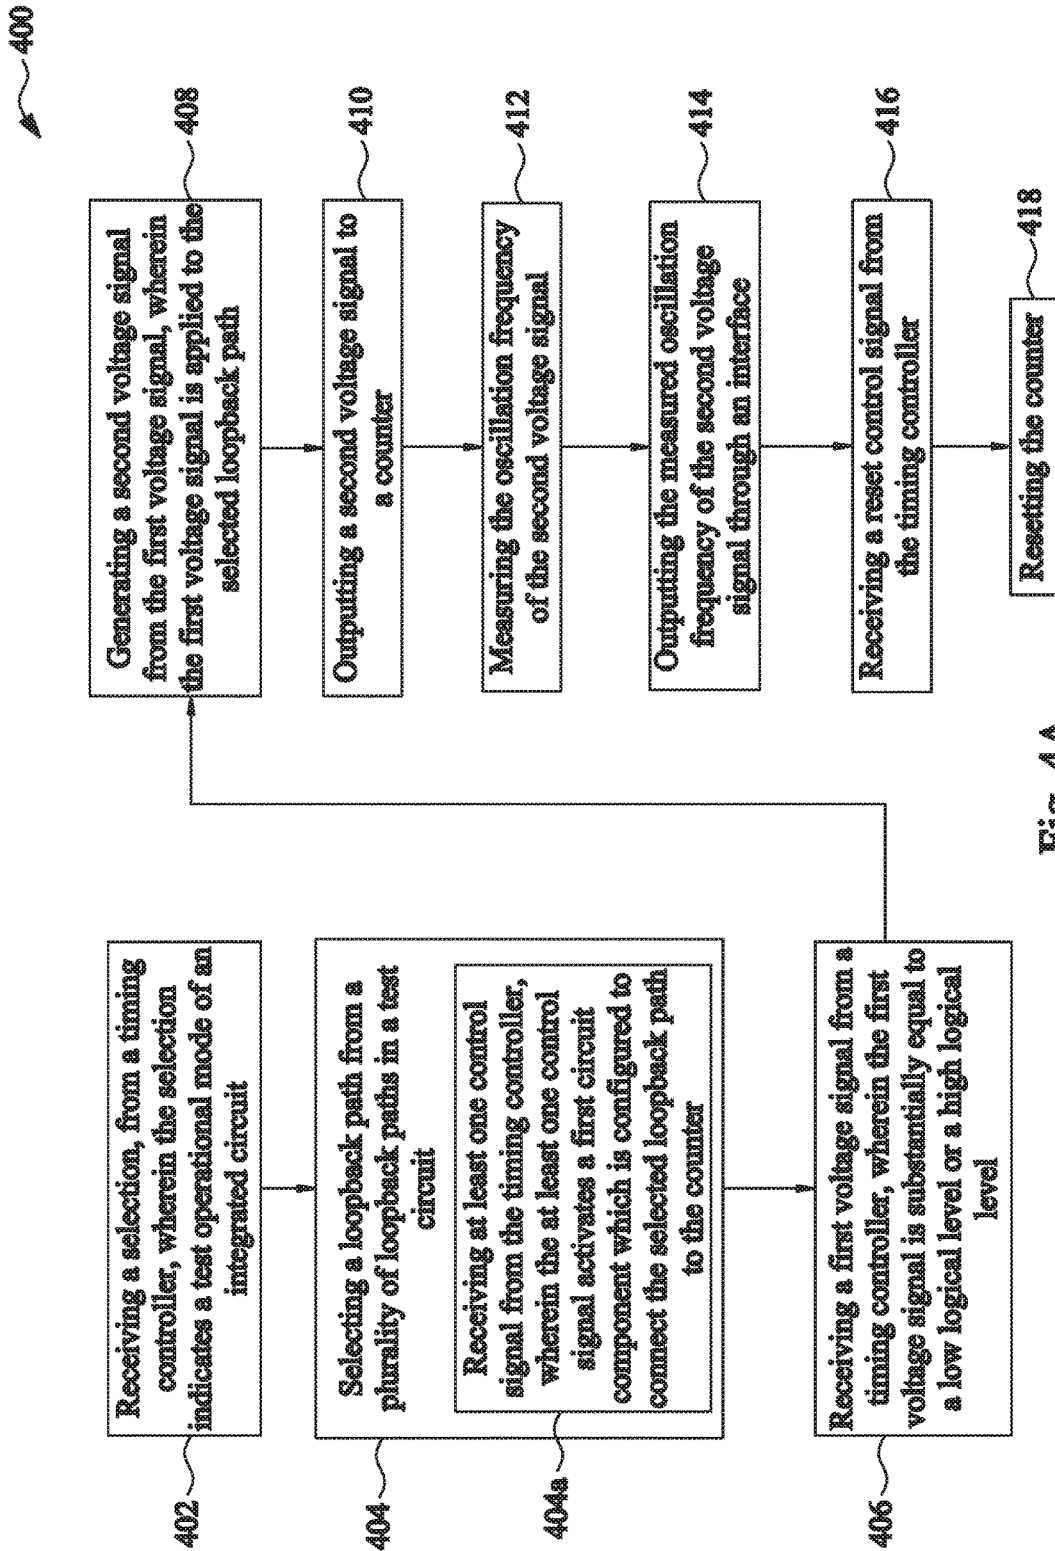 400
402
Receiving a selection, from a timing
controller, wherein the selection
indicates a test operational mode of an
integrated circuit
404
Selecting a loopback path from a
plurality of loopback paths in a test
circuit
404a
Receiving at least one control
signal from the timing controller,
wherein the at least one control
signal activates a first circuit
component which is configured to
connect the selected loopback path
to the counter
406
Receiving a first voltage signal from a
timing controller, wherein the first
voltage signal is substantially equal to
a low logical level or a high logical
level
Generating a second voltage signal
from the first voltage signal, wherein
the first voltage signal is applied to the
selected loopback path
408
Outputting a second voltage signal to
a counter
410
Measuring the oscillation frequency
of the second voltage signal
412
Outputting the measured oscillation
frequency of the second voltage
signal through an interface
414
Receiving a reset control signal from
the timing controller
416
Resetting the counter
418
Fig. 4A